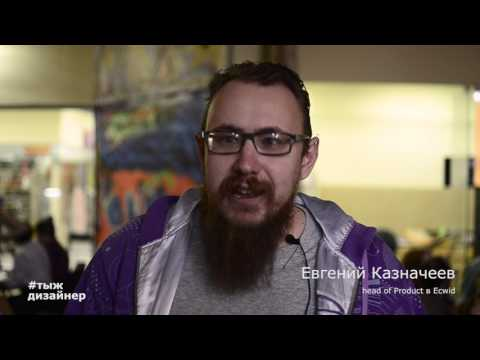 Евгений Казначеев
head of Product в Ecwid
#тыж
дизайнер